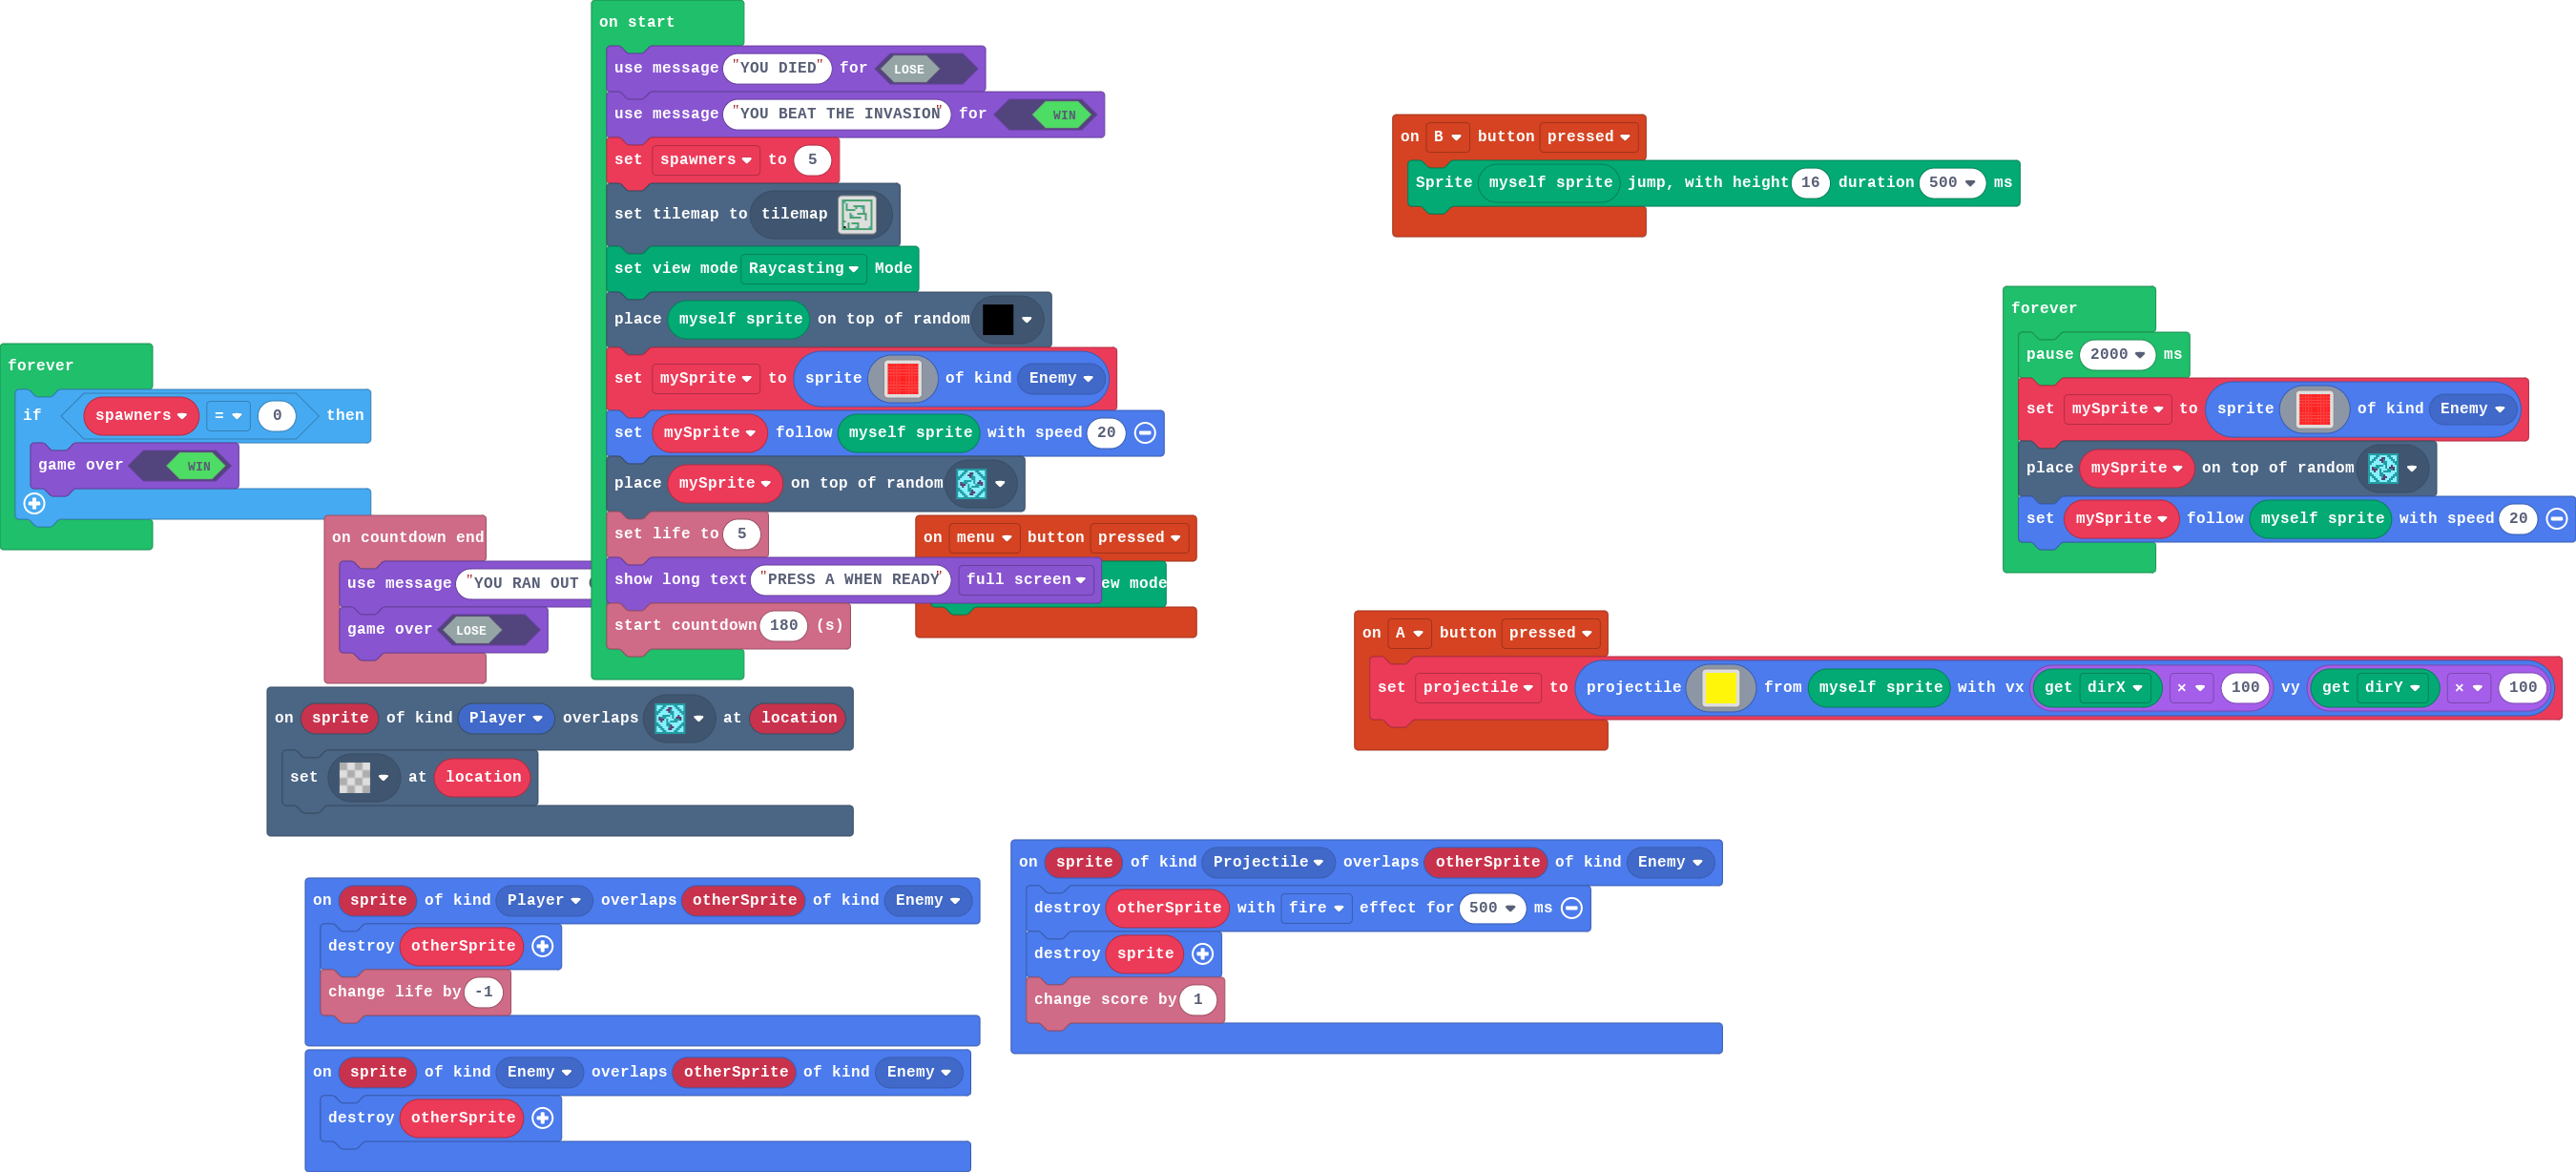 on start
use message "YOU DIED" for LOSE
use message "YOU BEAT THE INVASION" for WIN
set spawners to 5
set tilemap to tilemap
set view mode Raycasting Mode
place myself sprite on top of random
set mySprite to sprite of kind Enemy
set mySprite follow myself sprite with speed 20
place mySprite on top of random
set life to 5
show long text "PRESS A WHEN READY" full screen
start countdown 180 (s)
on B button pressed
Sprite myself sprite jump, with height 16 duration 500 ms
forever
pause 2000 ms
set mySprite to sprite of kind Enemy
place mySprite on top of random
set mySprite follow myself sprite with speed 20
forever
if spawners = 0 then
game over WIN
on countdown end
use message "YOU RAN OUT
game over LOSE
on menu button pressed
ew mode
on A button pressed
set projectile to projectile from myself sprite with vx get dirX × 100 vy get dirY × 100
on sprite of kind Player overlaps at location
set at location
on sprite of kind Projectile overlaps otherSprite of kind Enemy
destroy otherSprite with fire effect for 500 ms
destroy sprite
change score by 1
on sprite of kind Player overlaps otherSprite of kind Enemy
destroy otherSprite
change life by -1
on sprite of kind Enemy overlaps otherSprite of kind Enemy
destroy otherSprite